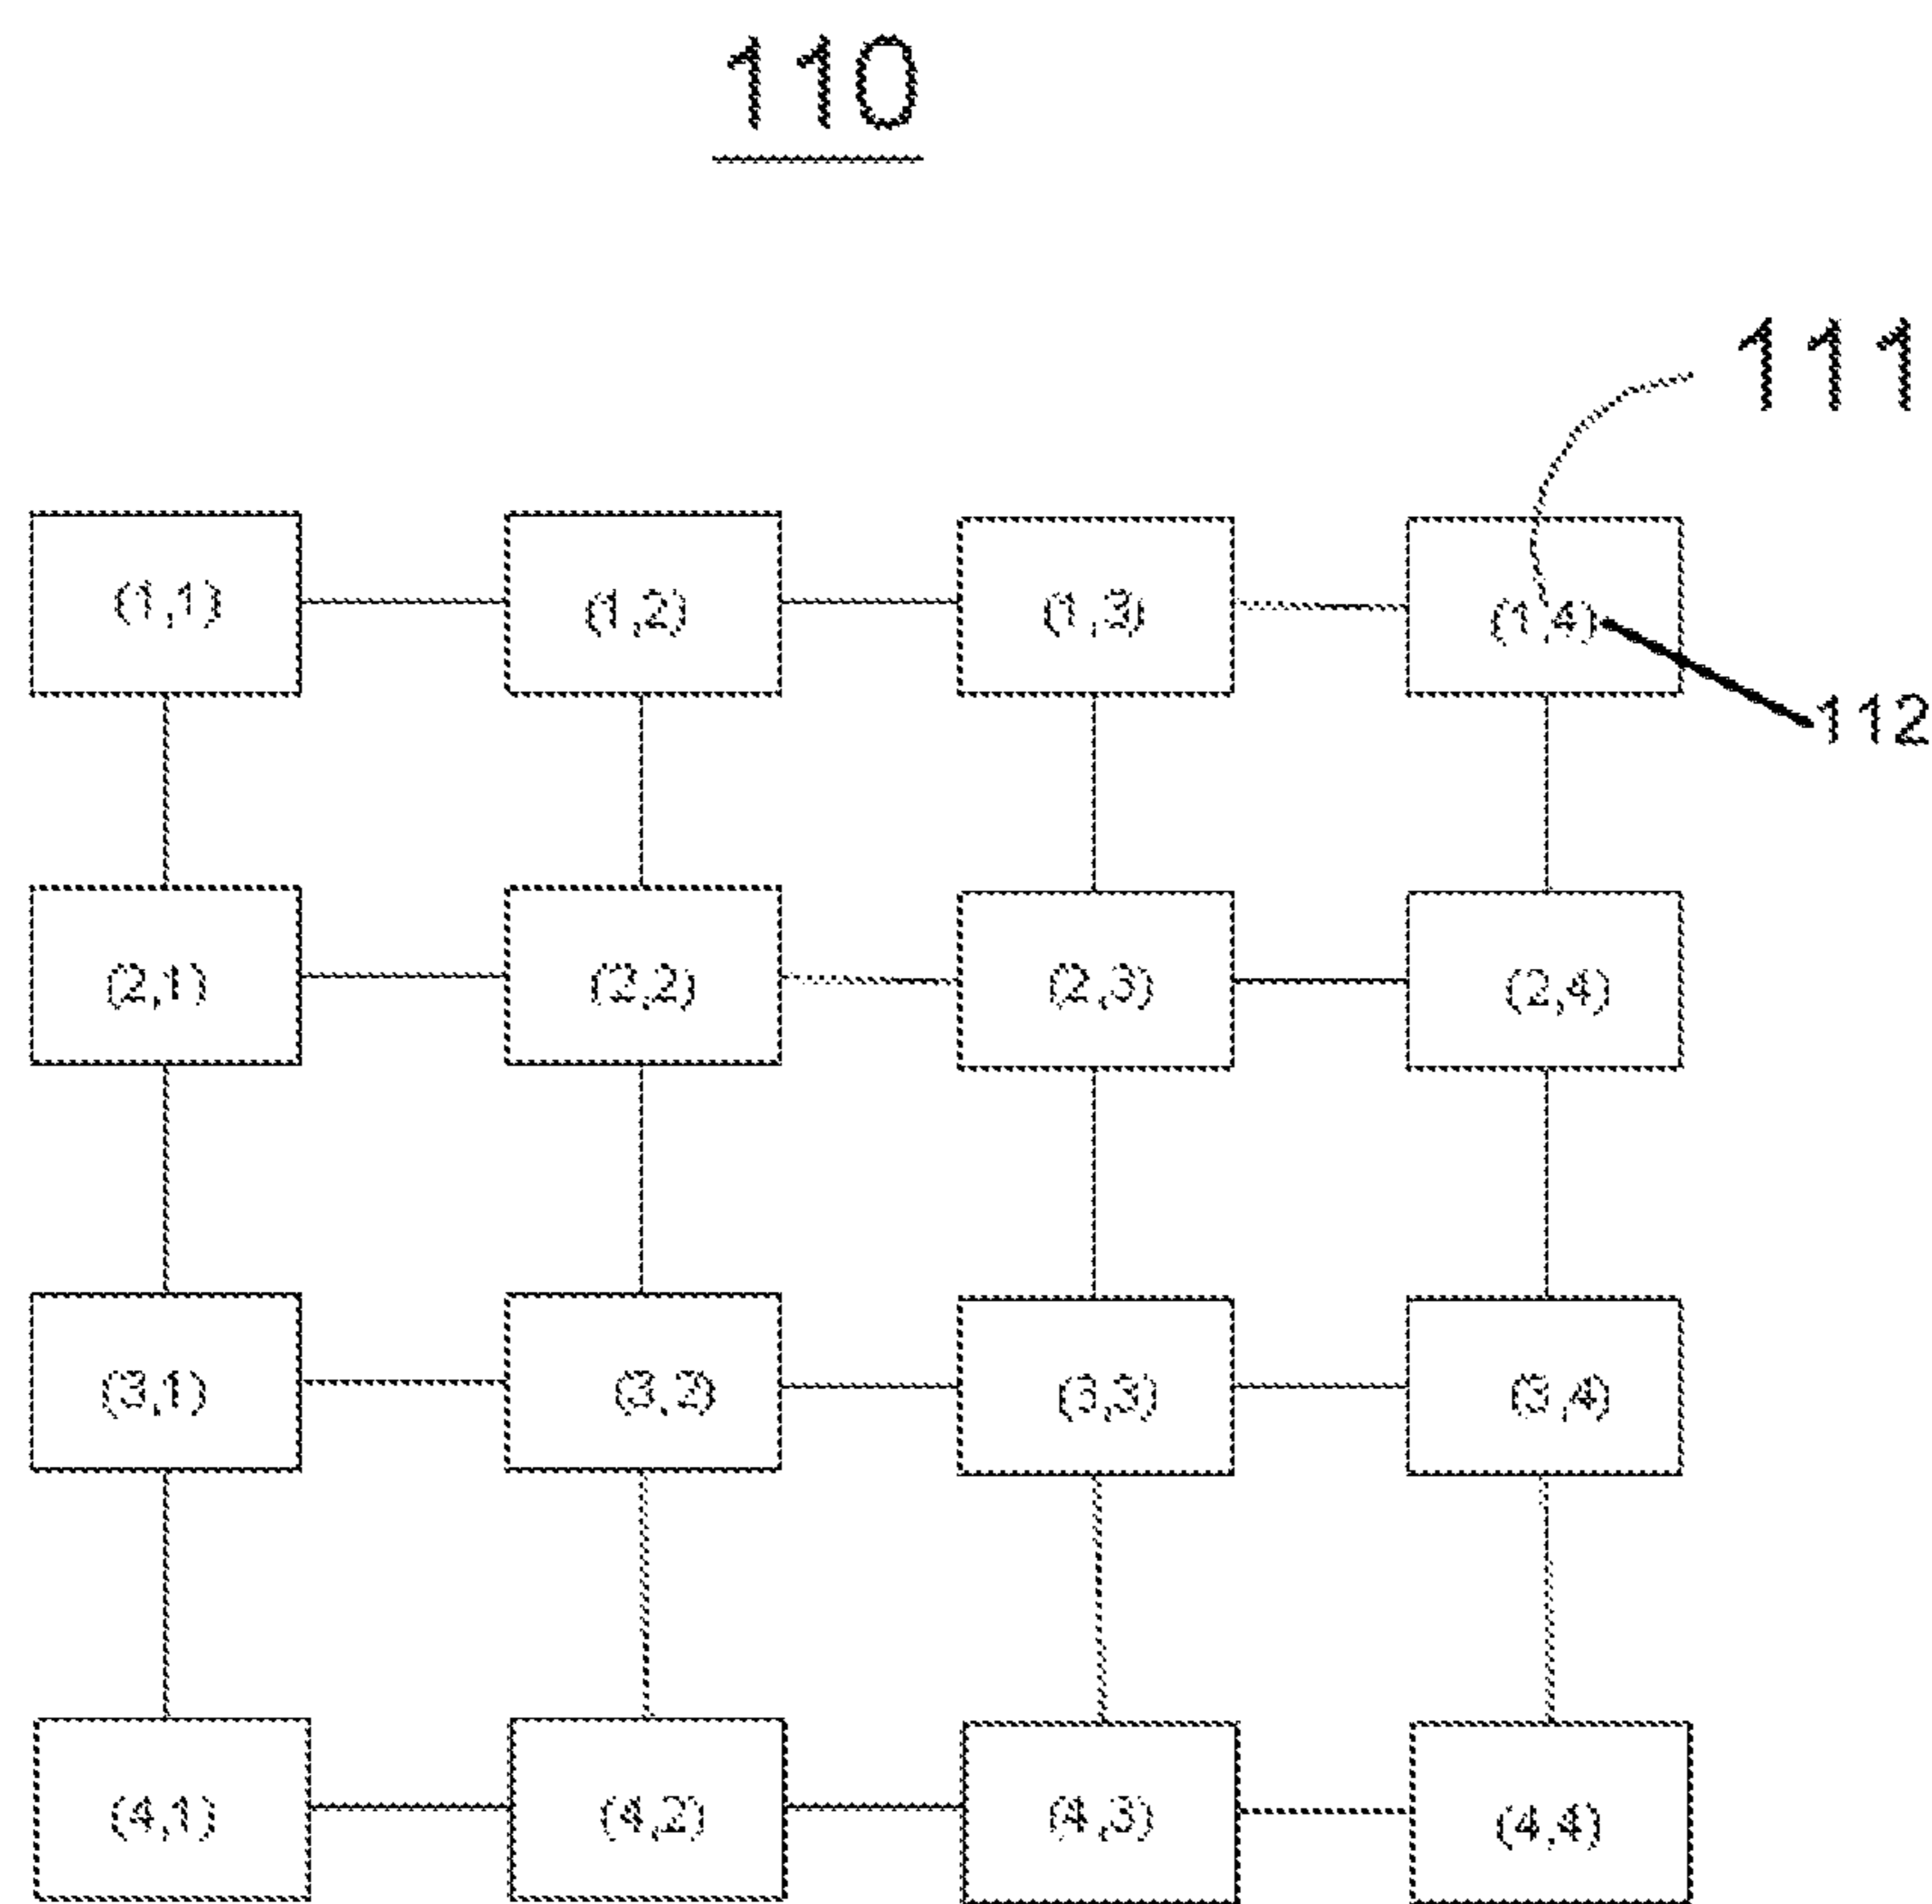 110
111
(1,1) (1,2) (1,3) (1,4)
112
(2,1) (2,2) (2,3) (2,4)
(3,1) (3,2) (3,3) (3,4)
(4,1) (4,2) (4,3) (4,4)